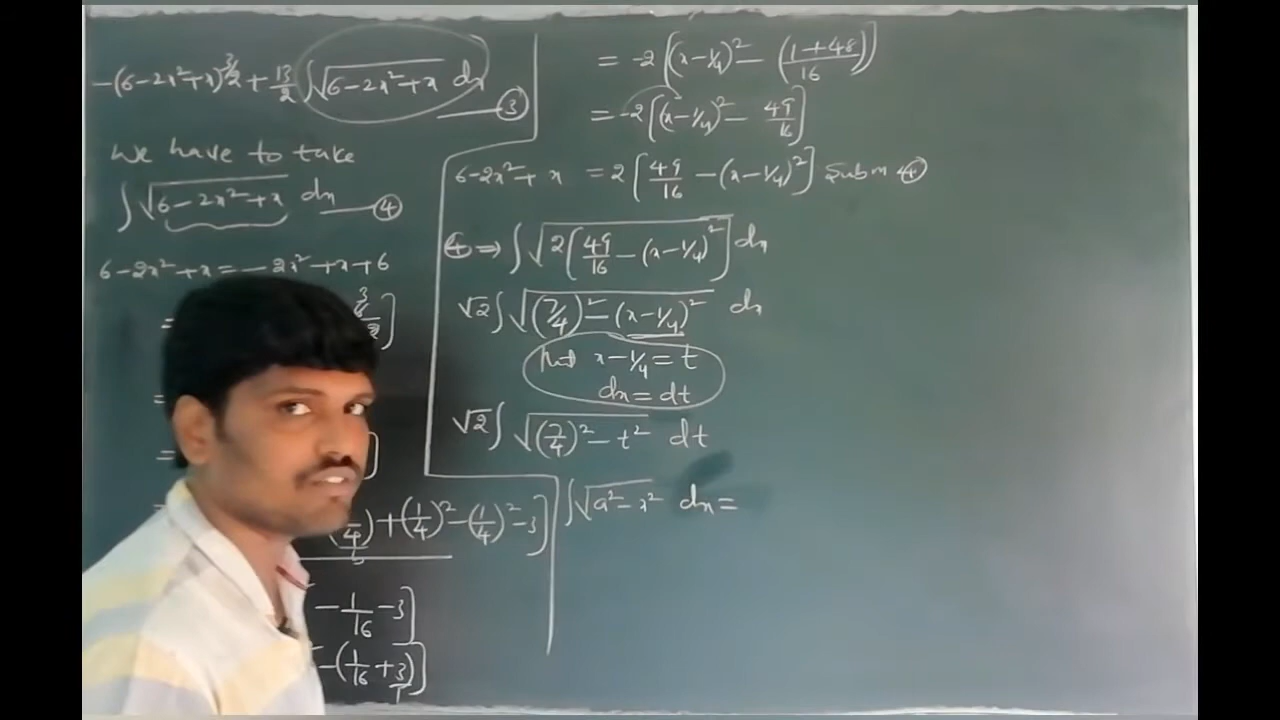 -(6-2x²+x)^3/2 + 13/2 ∫√(6-2x²+x) dx
③
We have to take
∫√(6-2x²+x) dx ④
6-2x²+x = -2x²+x+6
=
=
=
=
) + (1/4)² - (1/4)² - 3]
- 1/16 - 3]
- (1/16 + 3/1)]
= -2[(x-1/4)² - (1+48/16)]
= -2[(x-1/4)² - 49/16]
6-2x²+x = 2[49/16 - (x-1/4)²] sub in ④
④ ⇒ ∫√(2[49/16 - (x-1/4)²]) dx
√2 ∫√((7/4)² - (x-1/4)²) dx
put x-1/4 = t
dx = dt
√2 ∫√((7/4)² - t²) dt
∫√(a²-x²) dx =